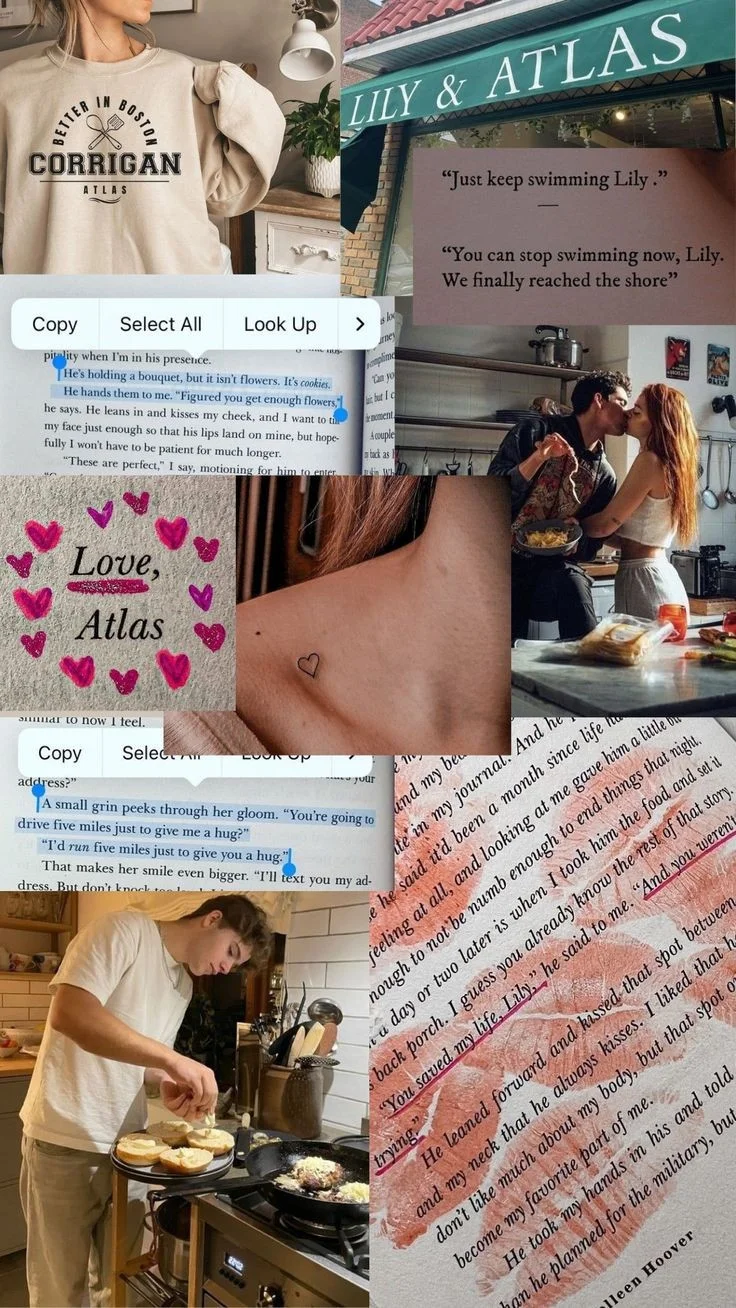 BETTER IN BOSTON
CORRIGAN
ATLAS
LILY & ATLAS
“Just keep swimming Lily .”
—
“You can stop swimming now, Lily.
We finally reached the shore”
Copy Select All Look Up
pitality when I'm in his presence.
He's holding a bouquet, but it isn't flowers. It's cookies.
He hands them to me. “Figured you get enough flowers,”
he says. He leans in and kisses my cheek, and I want to
my face just enough so that his lips land on mine, but hope-
fully I won't have to be patient for much longer.
“These are perfect,” I say, motioning for him to enter
“Can you
but I c
moment.
A couple
back as I
Love,
Atlas
similar to how I feel.
Copy Select All Look Up
address?”
A small grin peeks through her gloom. “You're going to
drive five miles just to give me a hug?”
“I'd run five miles just to give you a hug.”
That makes her smile even bigger. “I'll text you my ad-
dress. But don't knock
in my journal. And he
he said it'd been a month since life
feeling at all, and looking at me gave him a little
enough to not be numb enough to end things that night.
a day or two later is when I took him the food and set it
back porch. I guess you already know the rest of that story.
“You saved my life, Lily,” he said to me. “And you weren't
trying.”
He leaned forward and kissed that spot between
and my neck that he always kisses. I liked that
don't like much about my body, but that spot
become my favorite part of me.
He took my hands in his and told
than he planned for the military, but
lleen Hoover